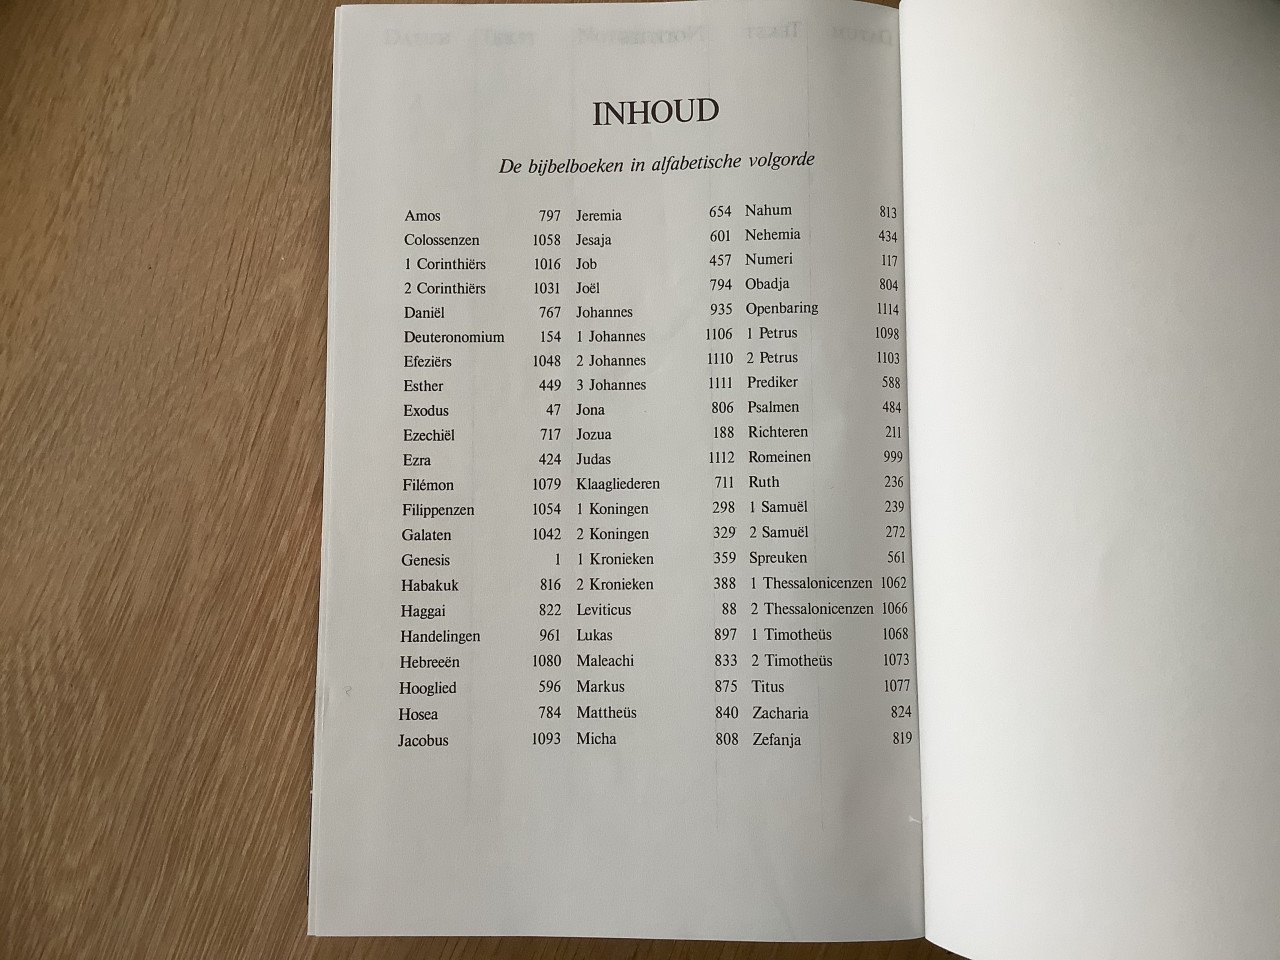 INHOUD
De bijbelboeken in alfabetische volgorde
Amos 797
Colossenzen 1058
1 Corinthiërs 1016
2 Corinthiërs 1031
Daniël 767
Deuteronomium 154
Efeziërs 1048
Esther 449
Exodus 47
Ezechiël 717
Ezra 424
Filémon 1079
Filippenzen 1054
Galaten 1042
Genesis 1
Habakuk 816
Haggai 822
Handelingen 961
Hebreeën 1080
Hooglied 596
Hosea 784
Jacobus 1093
Jeremia 654
Jesaja 601
Job 457
Joël 794
Johannes 935
1 Johannes 1106
2 Johannes 1110
3 Johannes 1111
Jona 806
Jozua 188
Judas 1112
Klaagliederen 711
1 Koningen 298
2 Koningen 329
1 Kronieken 359
2 Kronieken 388
Leviticus 88
Lukas 897
Maleachi 833
Markus 875
Mattheüs 840
Micha 808
Nahum 813
Nehemia 434
Numeri 117
Obadja 804
Openbaring 1114
1 Petrus 1098
2 Petrus 1103
Prediker 588
Psalmen 484
Richteren 211
Romeinen 999
Ruth 236
1 Samuël 239
2 Samuël 272
Spreuken 561
1 Thessalonicenzen 1062
2 Thessalonicenzen 1066
1 Timotheüs 1068
2 Timotheüs 1073
Titus 1077
Zacharia 824
Zefanja 819